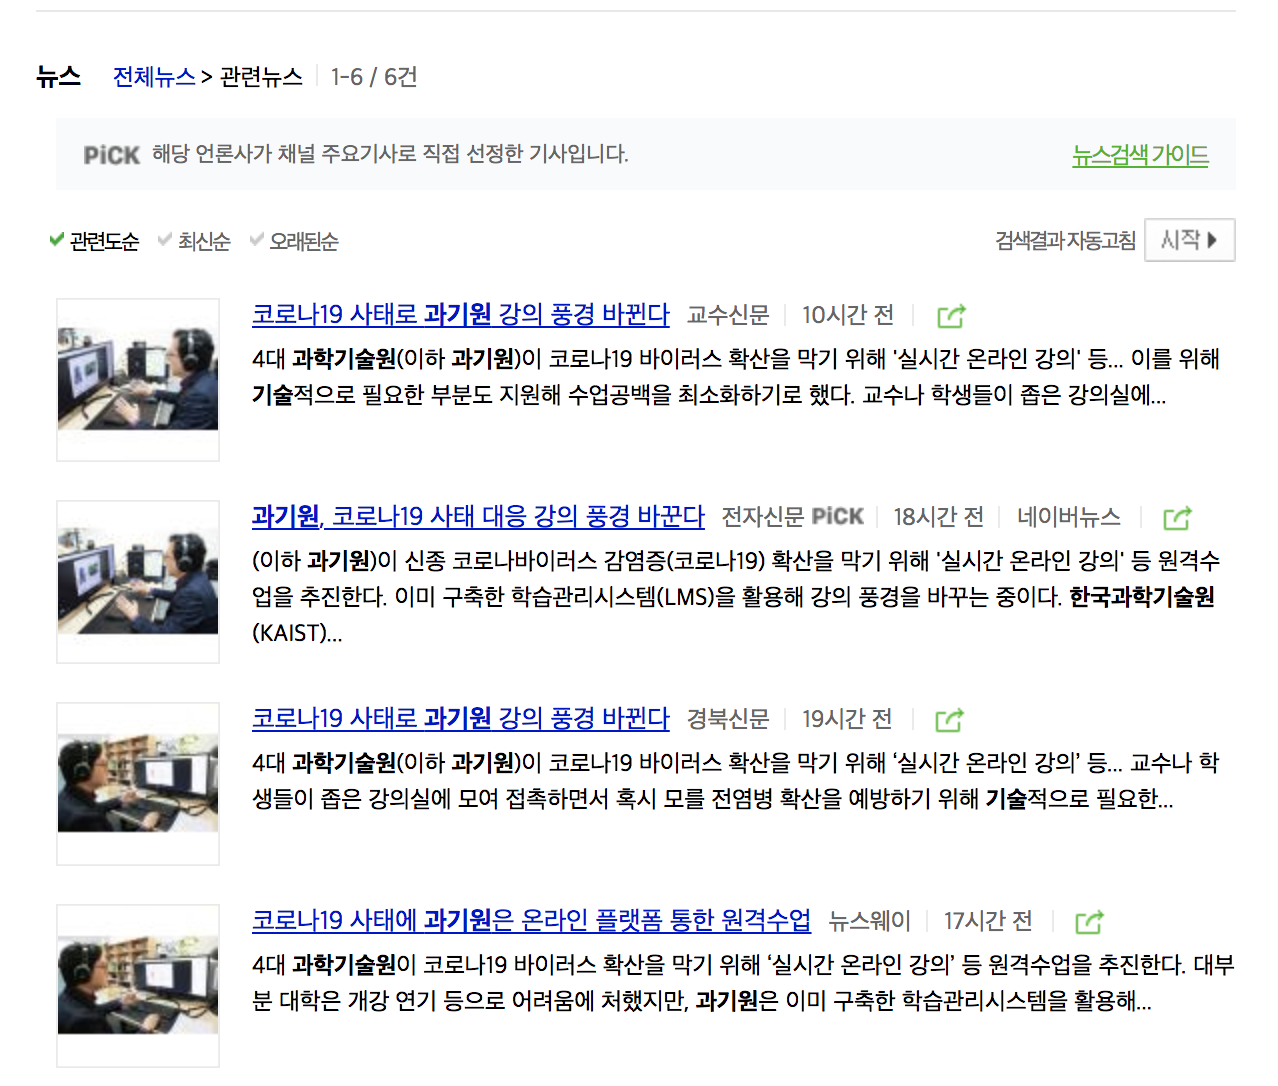 뉴스 전체뉴스 > 관련뉴스 1-6 / 6건
PiCK 해당 언론사가 채널 주요기사로 직접 선정한 기사입니다. 뉴스검색 가이드
관련도순 최신순 오래된순 검색결과 자동고침 시작
코로나19 사태로 과기원 강의 풍경 바뀐다 교수신문 10시간 전
4대 과학기술원(이하 과기원)이 코로나19 바이러스 확산을 막기 위해 '실시간 온라인 강의' 등... 이를 위해
기술적으로 필요한 부분도 지원해 수업공백을 최소화하기로 했다. 교수나 학생들이 좁은 강의실에...
과기원, 코로나19 사태 대응 강의 풍경 바꾼다 전자신문 PiCK 18시간 전 네이버뉴스
(이하 과기원)이 신종 코로나바이러스 감염증(코로나19) 확산을 막기 위해 '실시간 온라인 강의' 등 원격수
업을 추진한다. 이미 구축한 학습관리시스템(LMS)을 활용해 강의 풍경을 바꾸는 중이다. 한국과학기술원
(KAIST)...
코로나19 사태로 과기원 강의 풍경 바뀐다 경북신문 19시간 전
4대 과학기술원(이하 과기원)이 코로나19 바이러스 확산을 막기 위해 ‘실시간 온라인 강의’ 등... 교수나 학
생들이 좁은 강의실에 모여 접촉하면서 혹시 모를 전염병 확산을 예방하기 위해 기술적으로 필요한...
코로나19 사태에 과기원은 온라인 플랫폼 통한 원격수업 뉴스웨이 17시간 전
4대 과학기술원이 코로나19 바이러스 확산을 막기 위해 ‘실시간 온라인 강의’ 등 원격수업을 추진한다. 대부
분 대학은 개강 연기 등으로 어려움에 처했지만, 과기원은 이미 구축한 학습관리시스템을 활용해...